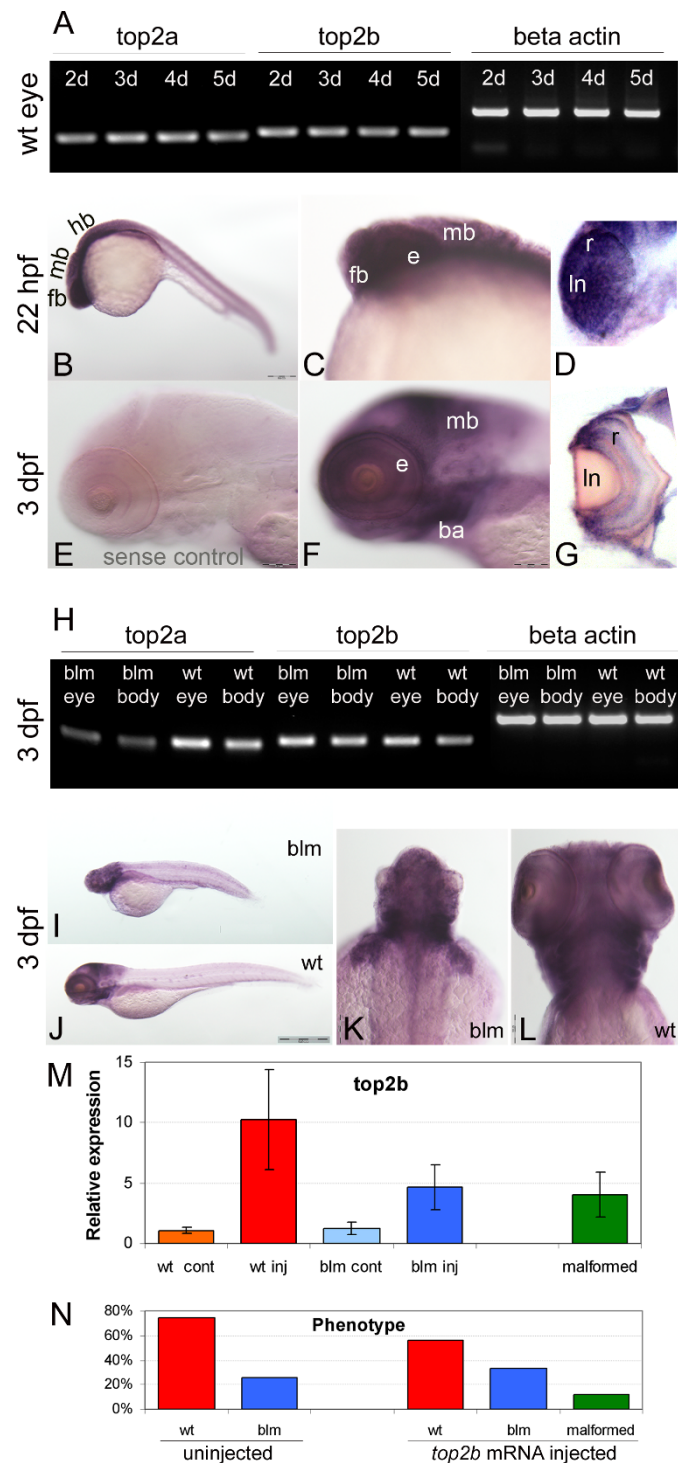 A
top2a top2b beta actin
wt eye
2d 3d 4d 5d 2d 3d 4d 5d 2d 3d 4d 5d
22 hpf
hb
mb
fb
B
mb
e
fb
C
r
ln
D
3 dpf
E
sense control
mb
e
ba
F
r
ln
G
H
top2a top2b beta actin
3 dpf
blm eye blm body wt eye wt body blm eye blm body wt eye wt body blm eye blm body wt eye wt body
3 dpf
blm
I
wt
J
K
blm
L
wt
M
top2b
Relative expression
15
10
5
0
wt cont wt inj blm cont blm inj malformed
N
Phenotype
80%
60%
40%
20%
0%
wt blm wt blm malformed
uninjected top2b mRNA injected